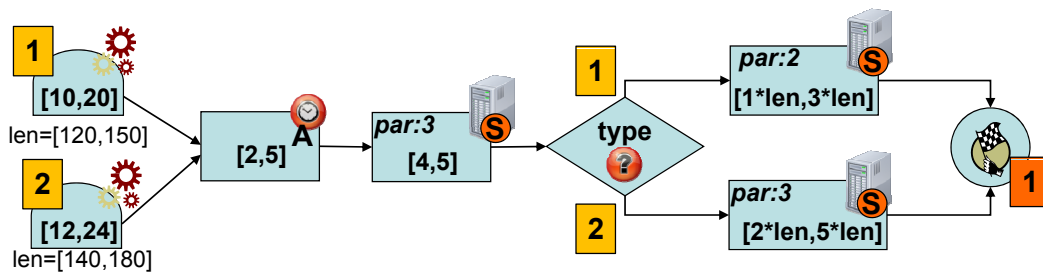 1
[10,20]
len=[120,150]
2
[12,24]
len=[140,180]
A
[2,5]
par:3
S
[4,5]
1
type
?
2
par:2
S
[1*len,3*len]
par:3
S
[2*len,5*len]
1